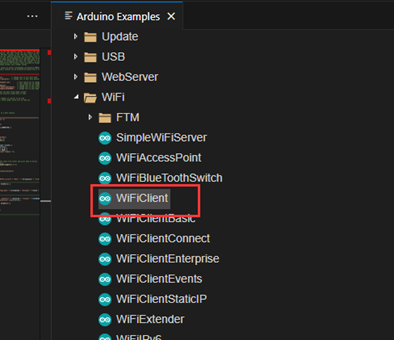 Arduino Examples
Update
USB
WebServer
WiFi
FTM
SimpleWiFiServer
WiFiAccessPoint
WiFiBlueToothSwitch
WiFiClient
WiFiClientBasic
WiFiClientConnect
WiFiClientEnterprise
WiFiClientEvents
WiFiClientStaticIP
WiFiExtender
WiFiIPv6